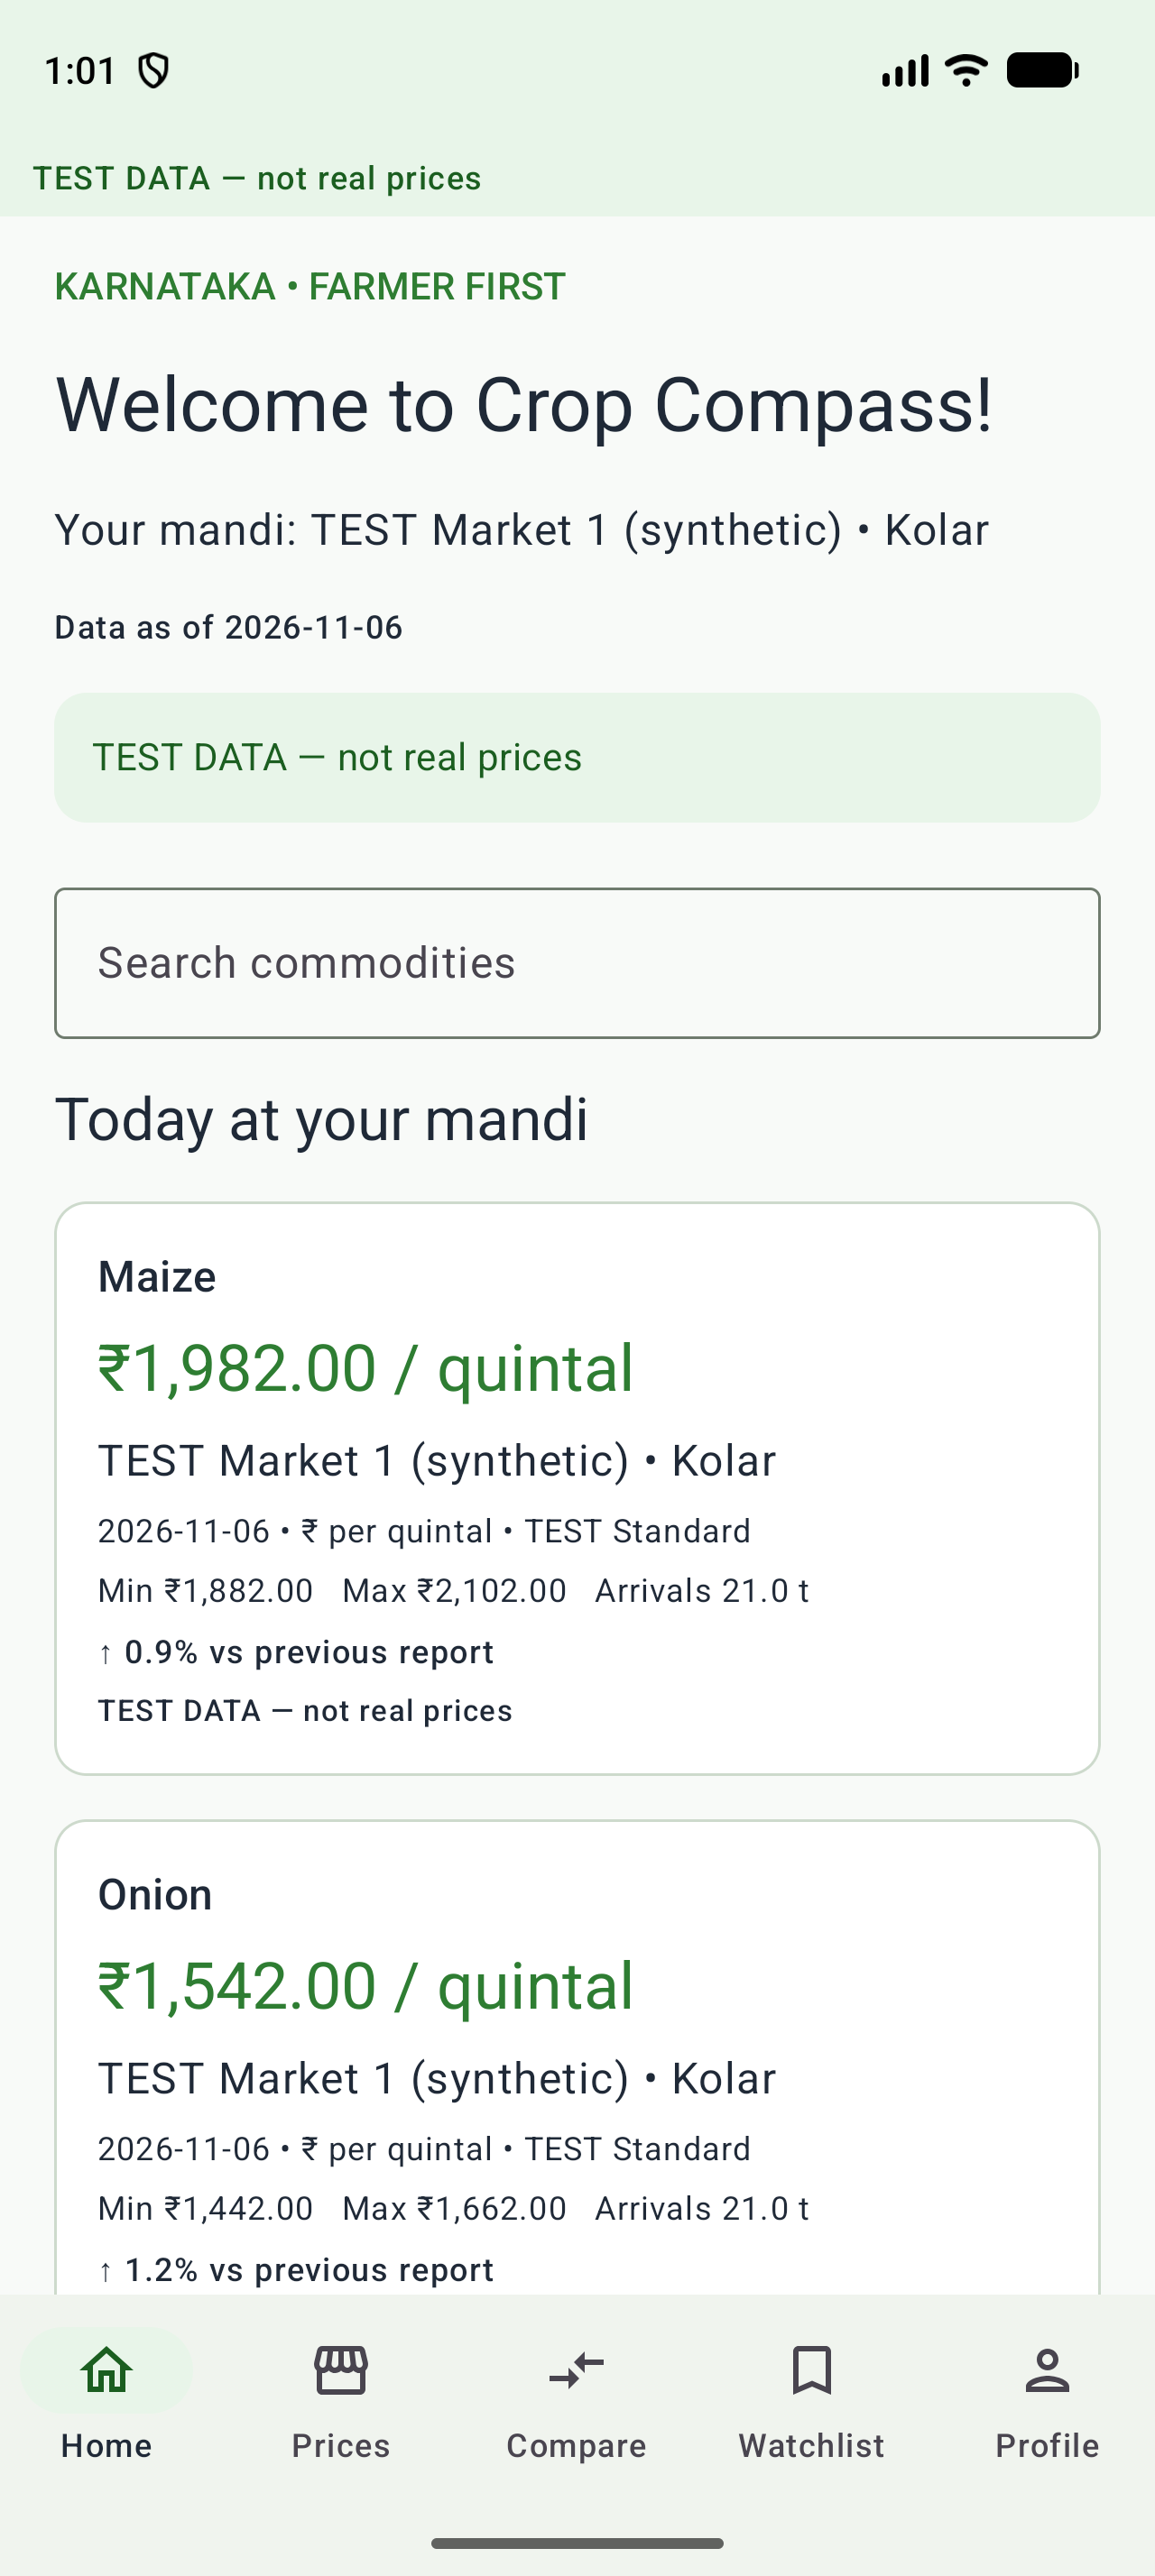 1:01
TEST DATA — not real prices
KARNATAKA • FARMER FIRST
Welcome to Crop Compass!
Your mandi: TEST Market 1 (synthetic) • Kolar
Data as of 2026-11-06
TEST DATA — not real prices
Search commodities
Today at your mandi
Maize
₹1,982.00 / quintal
TEST Market 1 (synthetic) • Kolar
2026-11-06 • ₹ per quintal • TEST Standard
Min ₹1,882.00 Max ₹2,102.00 Arrivals 21.0 t
↑ 0.9% vs previous report
TEST DATA — not real prices
Onion
₹1,542.00 / quintal
TEST Market 1 (synthetic) • Kolar
2026-11-06 • ₹ per quintal • TEST Standard
Min ₹1,442.00 Max ₹1,662.00 Arrivals 21.0 t
↑ 1.2% vs previous report
Home Prices Compare Watchlist Profile